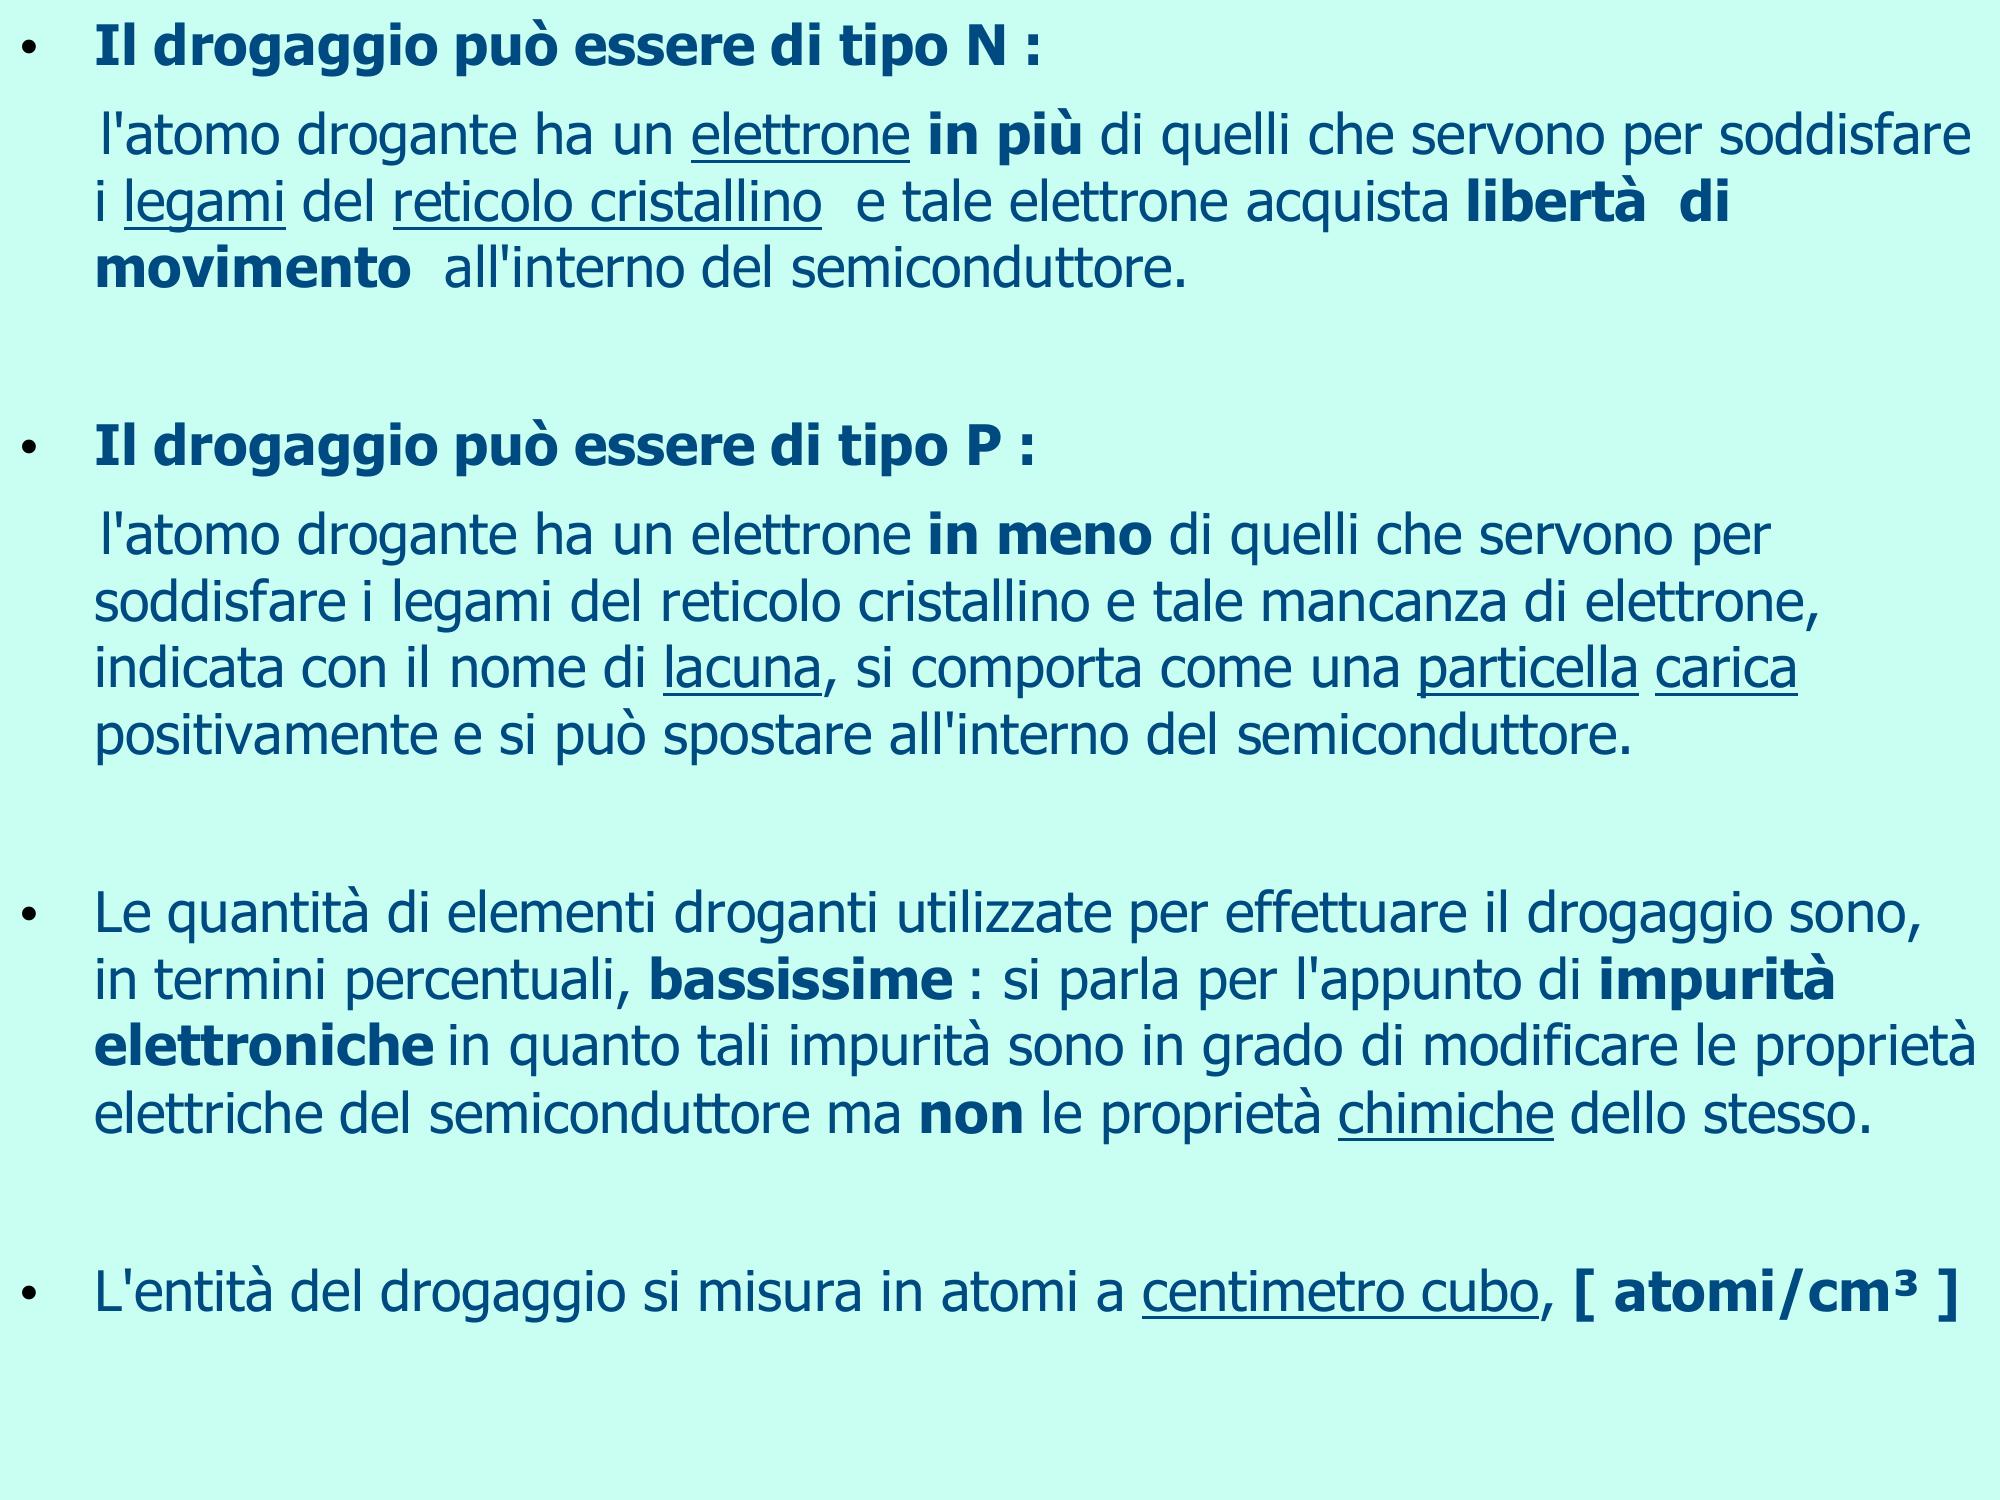 • Il drogaggio può essere di tipo N :
l'atomo drogante ha un elettrone in più di quelli che servono per soddisfare
i legami del reticolo cristallino e tale elettrone acquista libertà di
movimento all'interno del semiconduttore.
• Il drogaggio può essere di tipo P :
l'atomo drogante ha un elettrone in meno di quelli che servono per
soddisfare i legami del reticolo cristallino e tale mancanza di elettrone,
indicata con il nome di lacuna, si comporta come una particella carica
positivamente e si può spostare all'interno del semiconduttore.
• Le quantità di elementi droganti utilizzate per effettuare il drogaggio sono,
in termini percentuali, bassissime : si parla per l'appunto di impurità
elettroniche in quanto tali impurità sono in grado di modificare le proprietà
elettriche del semiconduttore ma non le proprietà chimiche dello stesso.
• L'entità del drogaggio si misura in atomi a centimetro cubo, [ atomi/cm³ ]